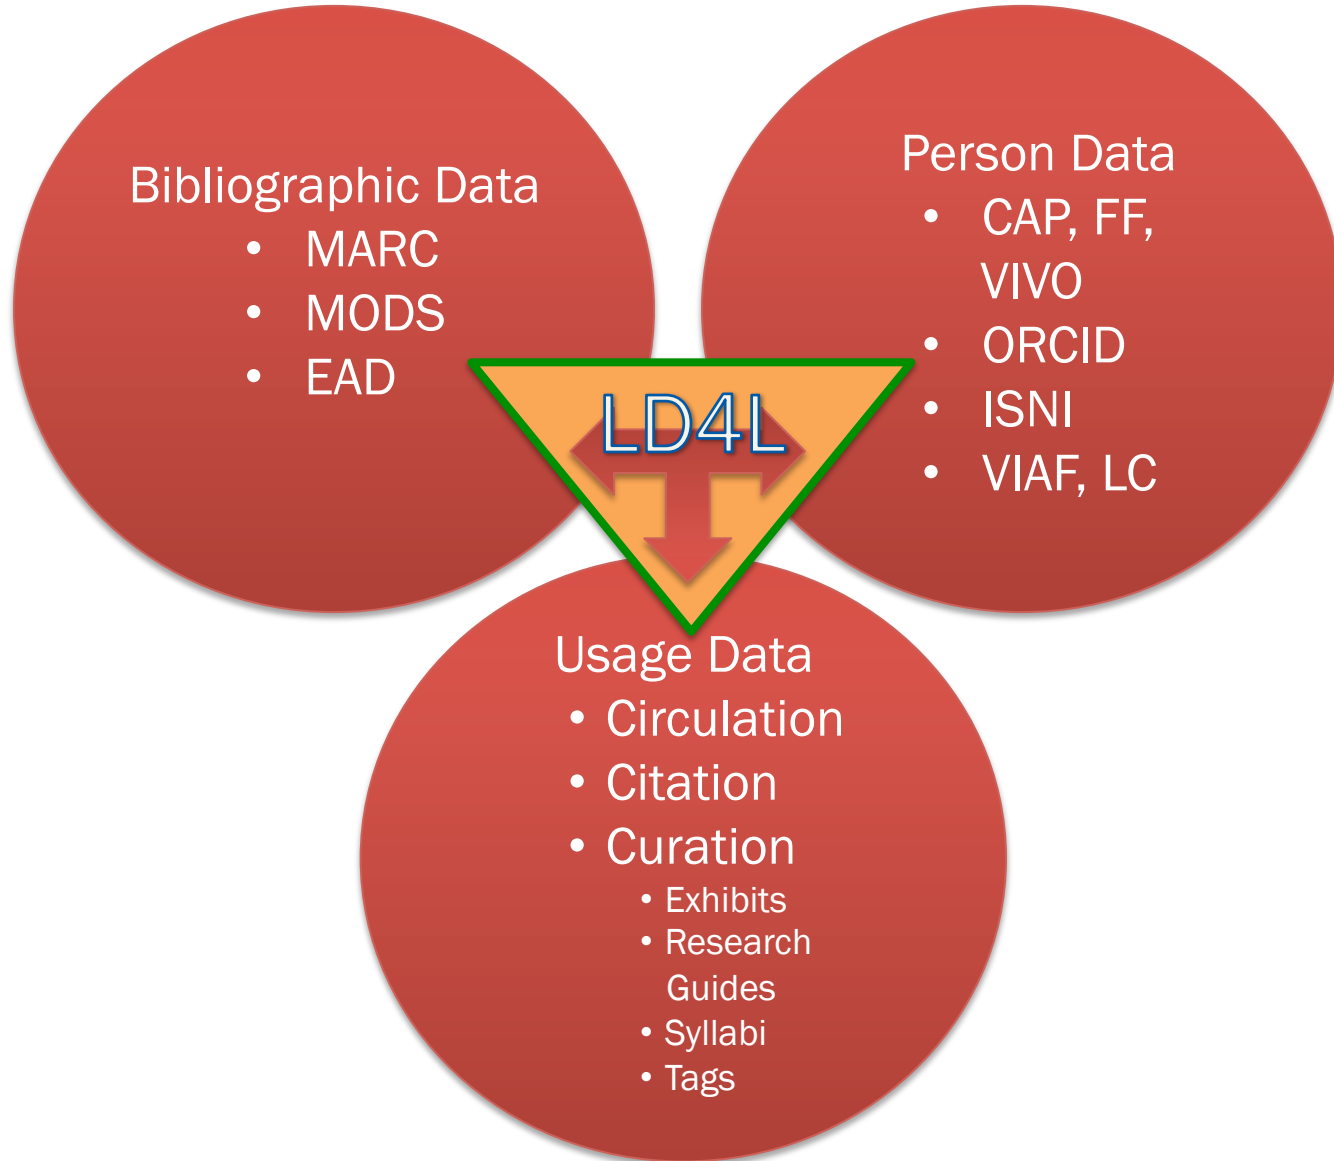 Bibliographic Data
• MARC
• MODS
• EAD
Person Data
• CAP, FF,
VIVO
• ORCID
• ISNI
• VIAF, LC
LD4L
Usage Data
• Circulation
• Citation
• Curation
• Exhibits
• Research
Guides
• Syllabi
• Tags